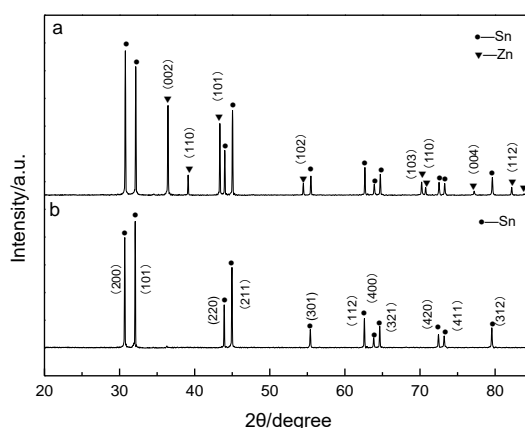 a
●—Sn
▼—Zn
(002)
(110)
(101)
(102)
(103)
(110)
(004)
(112)
b
●—Sn
(200)
(101)
(220)
(211)
(301)
(112)
(400)
(321)
(420)
(411)
(312)
Intensity/a.u.
20 30 40 50 60 70 80
2θ/degree